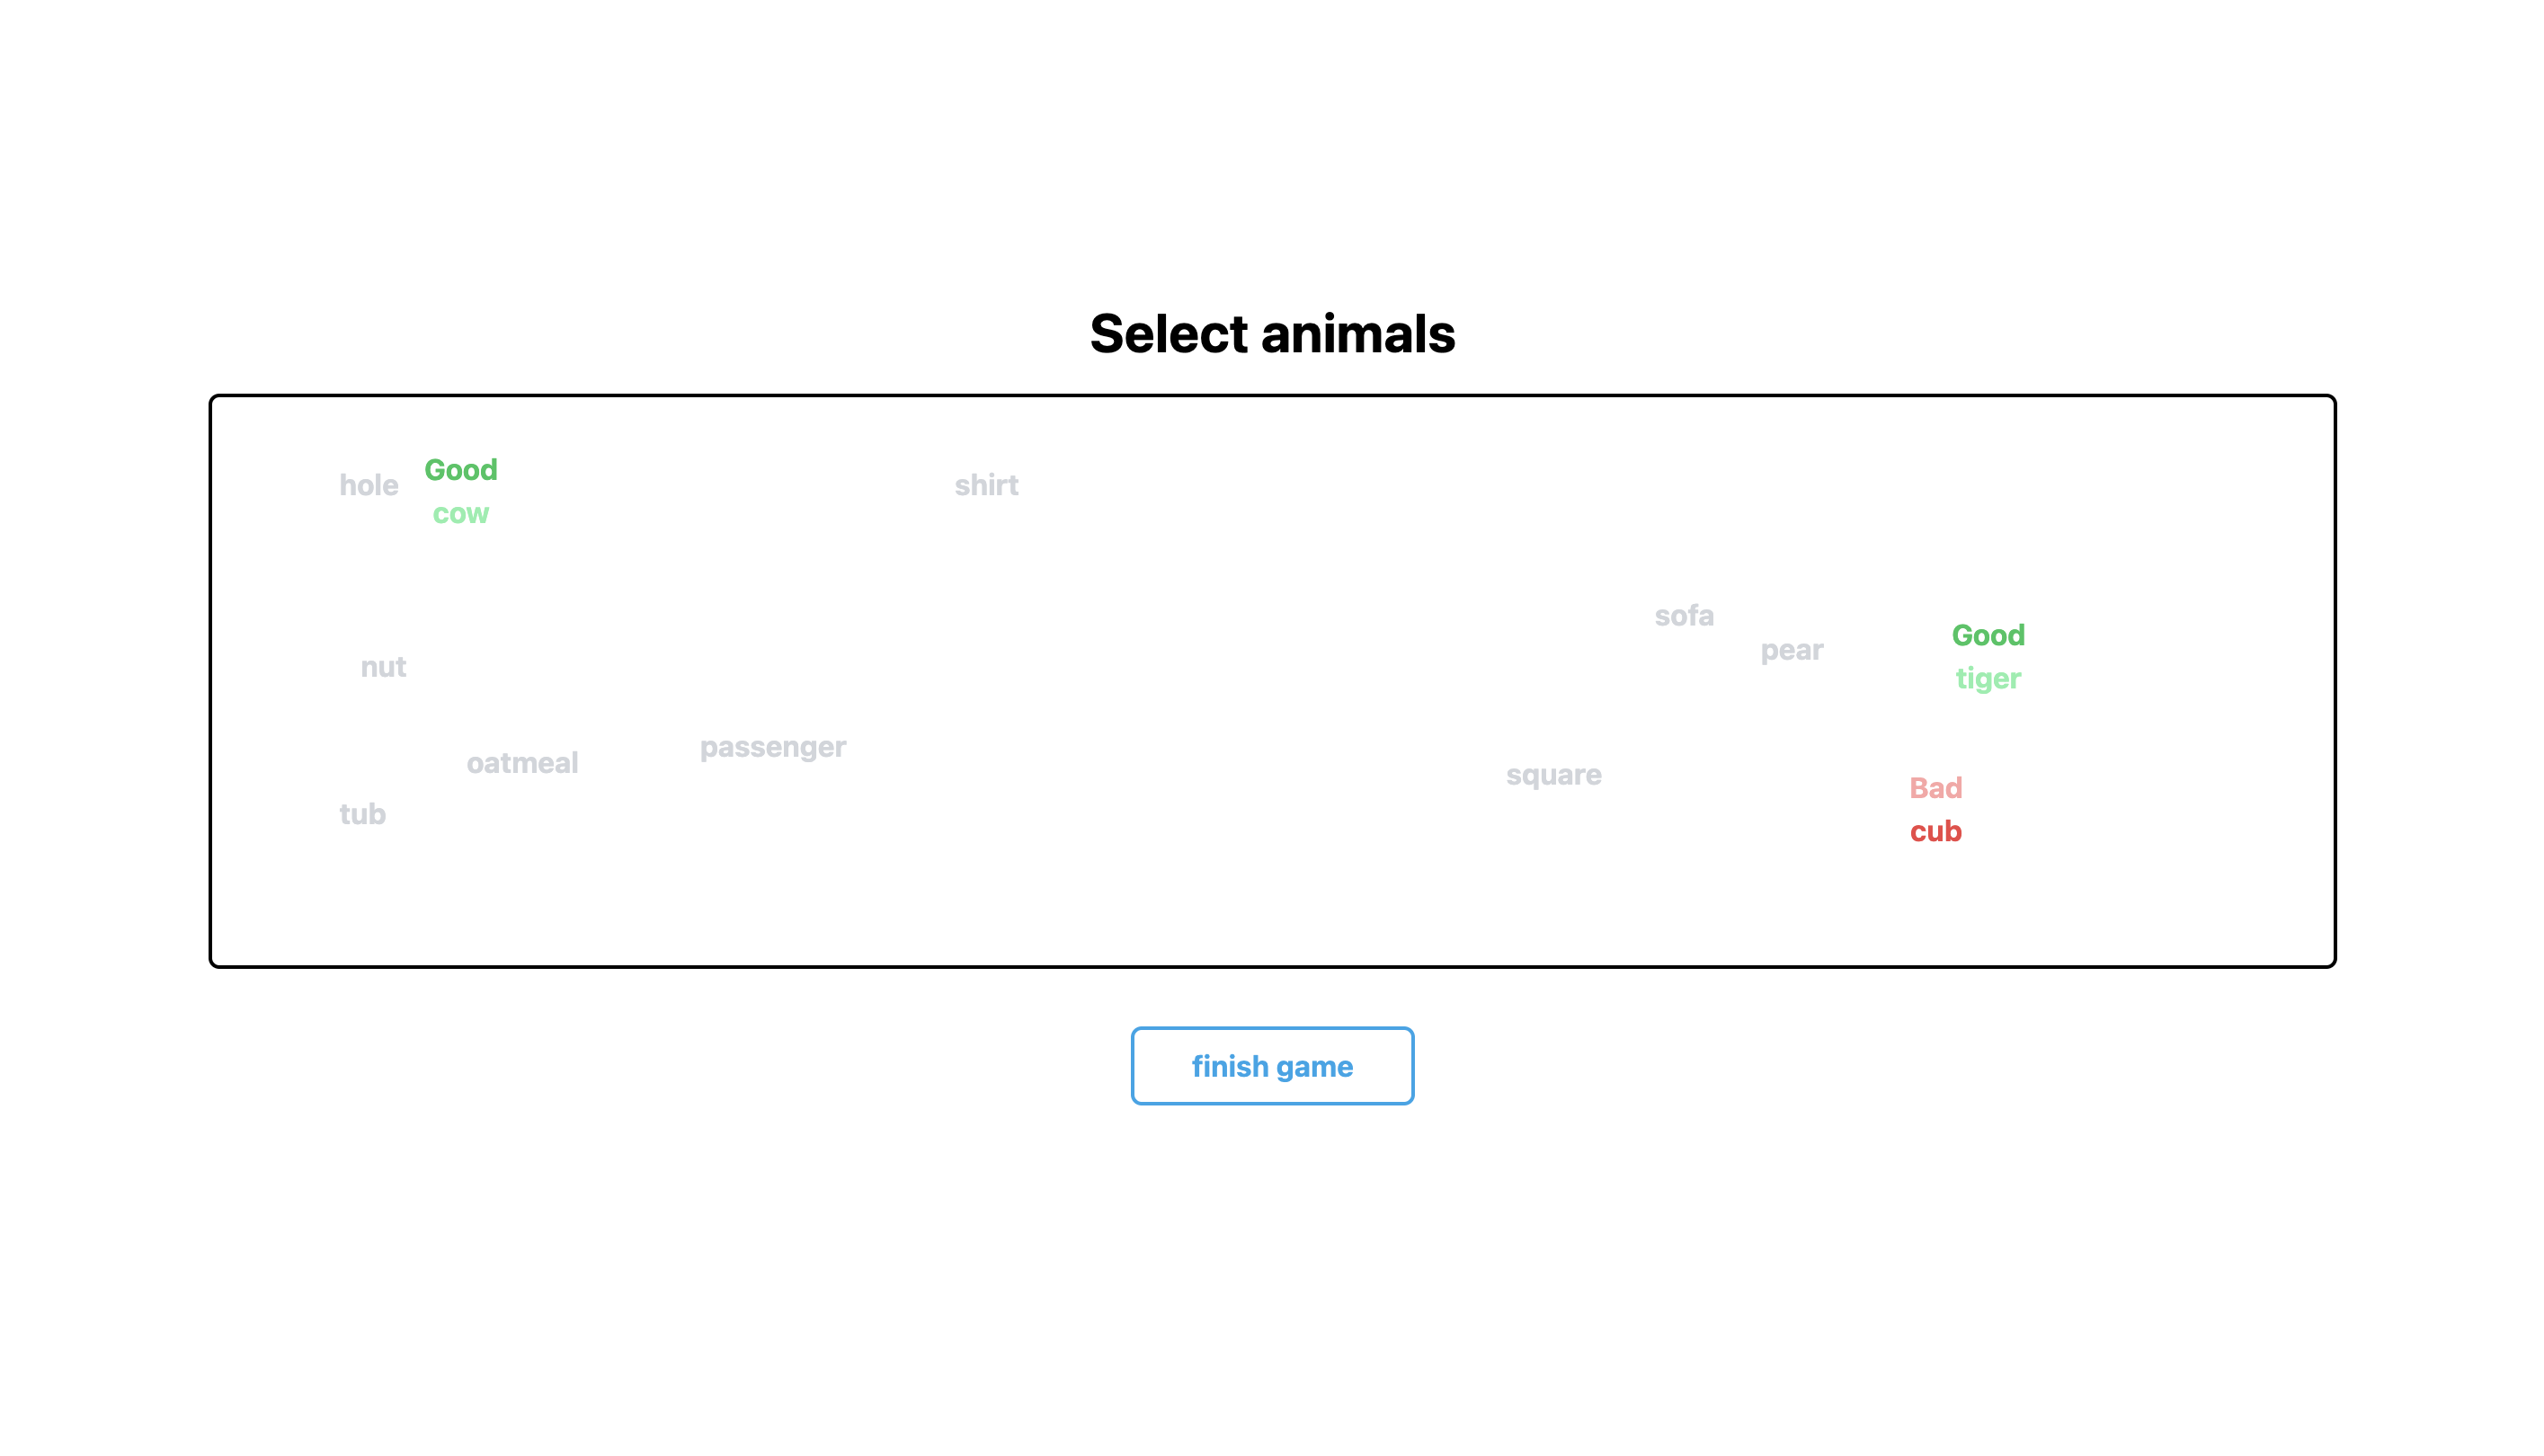 Select animals
Good
hole
shirt
cow
sofa
Good
pear
nut
tiger
passenger
oatmeal
square
Bad
tub
cub
finish game